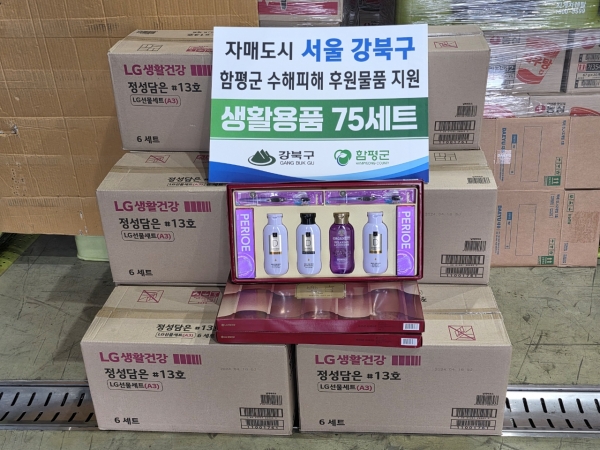 자매도시 서울 강북구
함평군 수해피해 후원물품 지원
생활용품 75세트
강북구
GANG BUK GU
함평군
LG생활건강
정성담은 #13호
LG선물세트(A3)
6 세트
LG생활건강
정성담은 #13호
LG선물세트(A3)
PERIOE
PERIOE
LG생활건강
정성담은 #13호
LG선물세트(A3)
6 세트
LG생활건강
정성담은 #13호
LG선물세트(A3)
6 세트